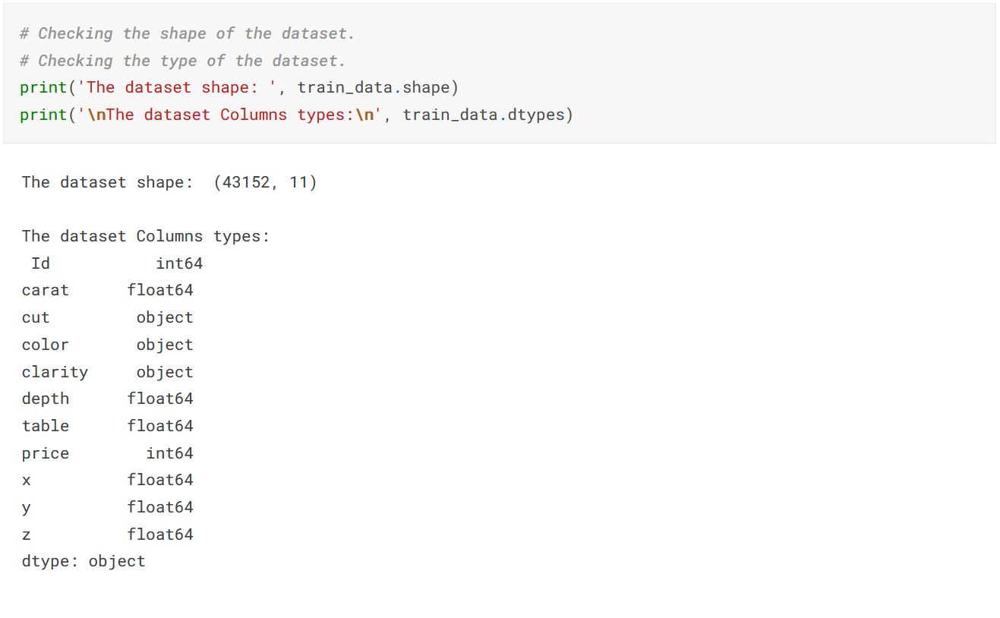 # Checking the shape of the dataset.
# Checking the type of the dataset.
print('The dataset shape: ', train_data.shape)
print('\nThe dataset Columns types:\n', train_data.dtypes)
The dataset shape:  (43152, 11)
The dataset Columns types:
 Id           int64
carat      float64
cut         object
color       object
clarity     object
depth      float64
table      float64
price        int64
x          float64
y          float64
z          float64
dtype: object